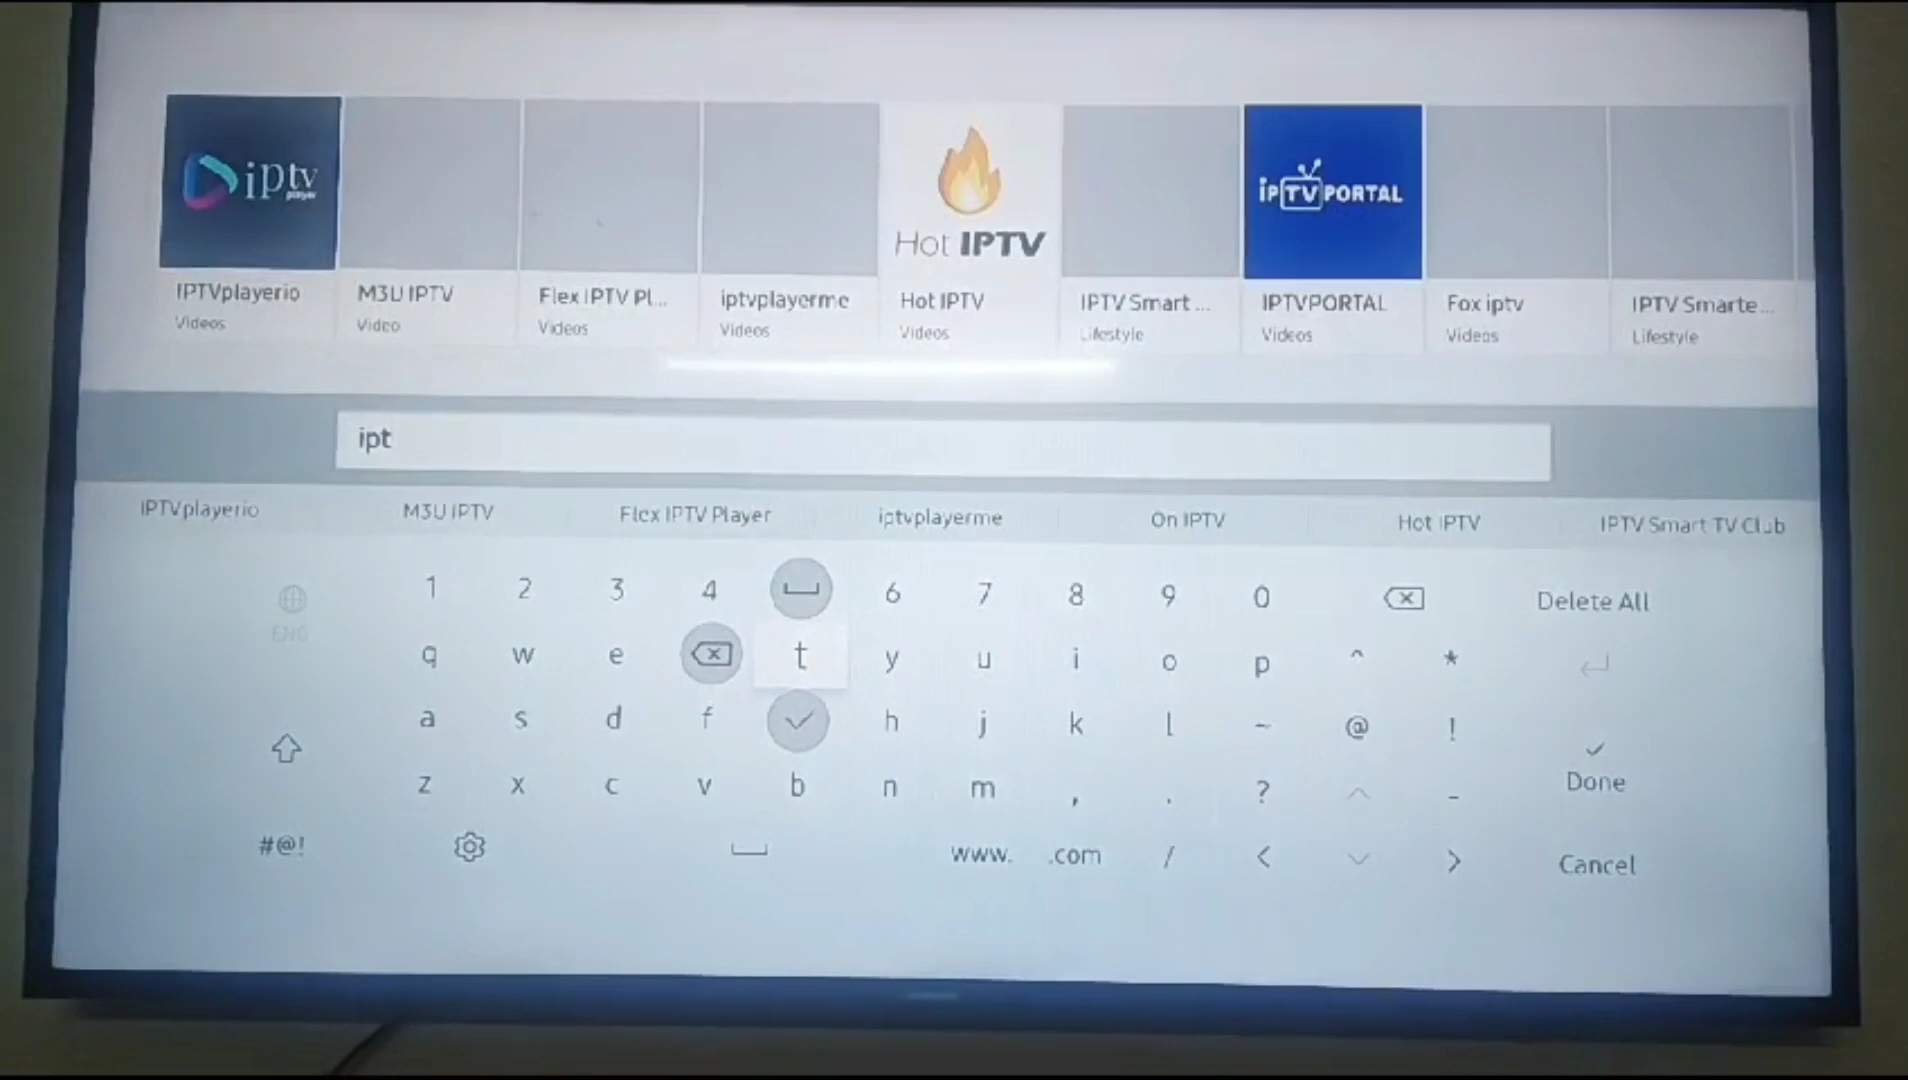 iptv
player
Hot IPTV
IPTVPORTAL
IPTVplayerio
Videos
M3U IPTV
Video
Flex IPTV Pl...
Videos
iptvplayerme
Videos
Hot IPTV
Videos
IPTV Smart ...
Lifestyle
IPTVPORTAL
Videos
Fox iptv
Videos
IPTV Smarte...
Lifestyle
ipt
IPTVplayerio M3U IPTV Flex IPTV Player iptvplayerme On IPTV Hot IPTV IPTV Smart TV Club
1 2 3 4 6 7 8 9 0 Delete All
ENG
q w e t y u i o p ^ *
a s d f h j k l ~ @ !
z x c v b n m , . ? ^ - Done
#@! www. .com / < > Cancel